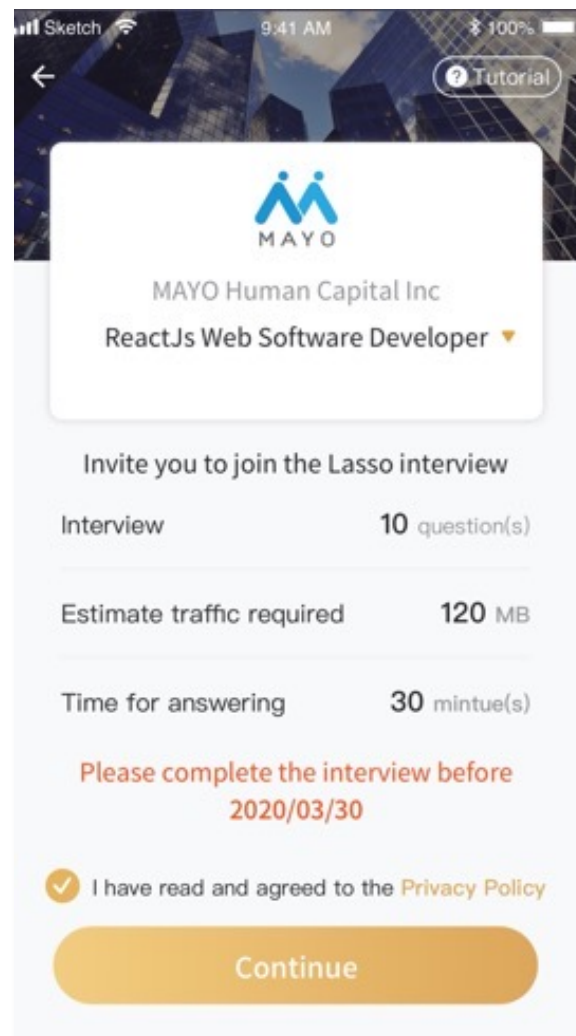 Sketch 9:41 AM 100%
Tutorial
MAYO
MAYO Human Capital Inc
ReactJs Web Software Developer
Invite you to join the Lasso interview
Interview 10 question(s)
Estimate traffic required 120 MB
Time for answering 30 mintue(s)
Please complete the interview before
2020/03/30
I have read and agreed to the Privacy Policy
Continue